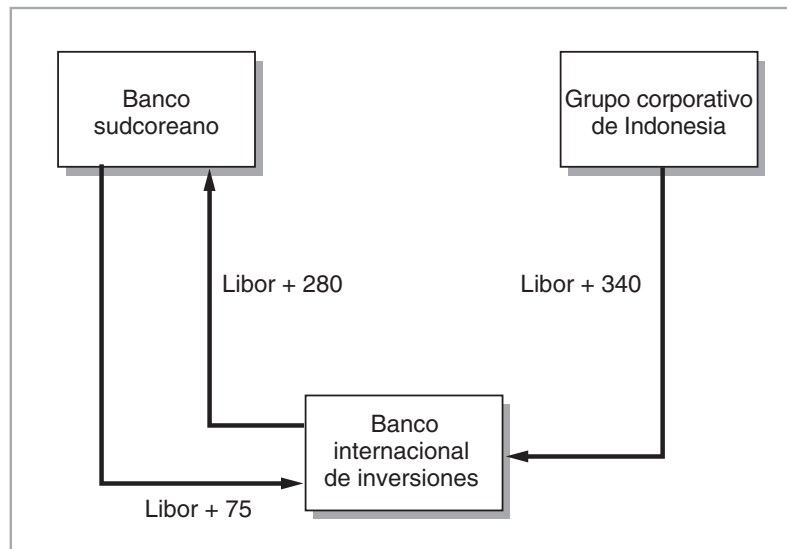 Banco
sudcoreano
Grupo corporativo
de Indonesia
Libor + 280
Libor + 340
Banco
internacional
de inversiones
Libor + 75